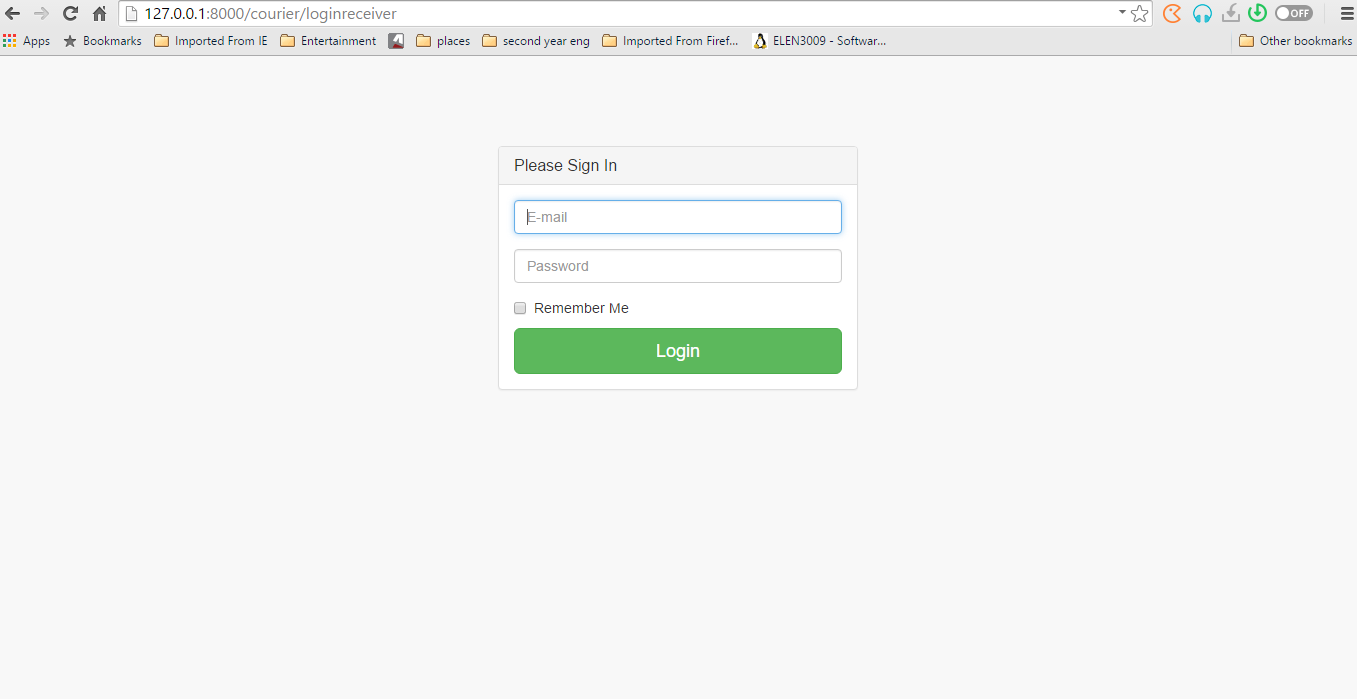 127.0.0.1:8000/courier/loginreceiver
OFF
Apps Bookmarks Imported From IE Entertainment places second year eng Imported From Firef... ELEN3009 - Softwar... Other bookmarks
Please Sign In
E-mail
Password
Remember Me
Login